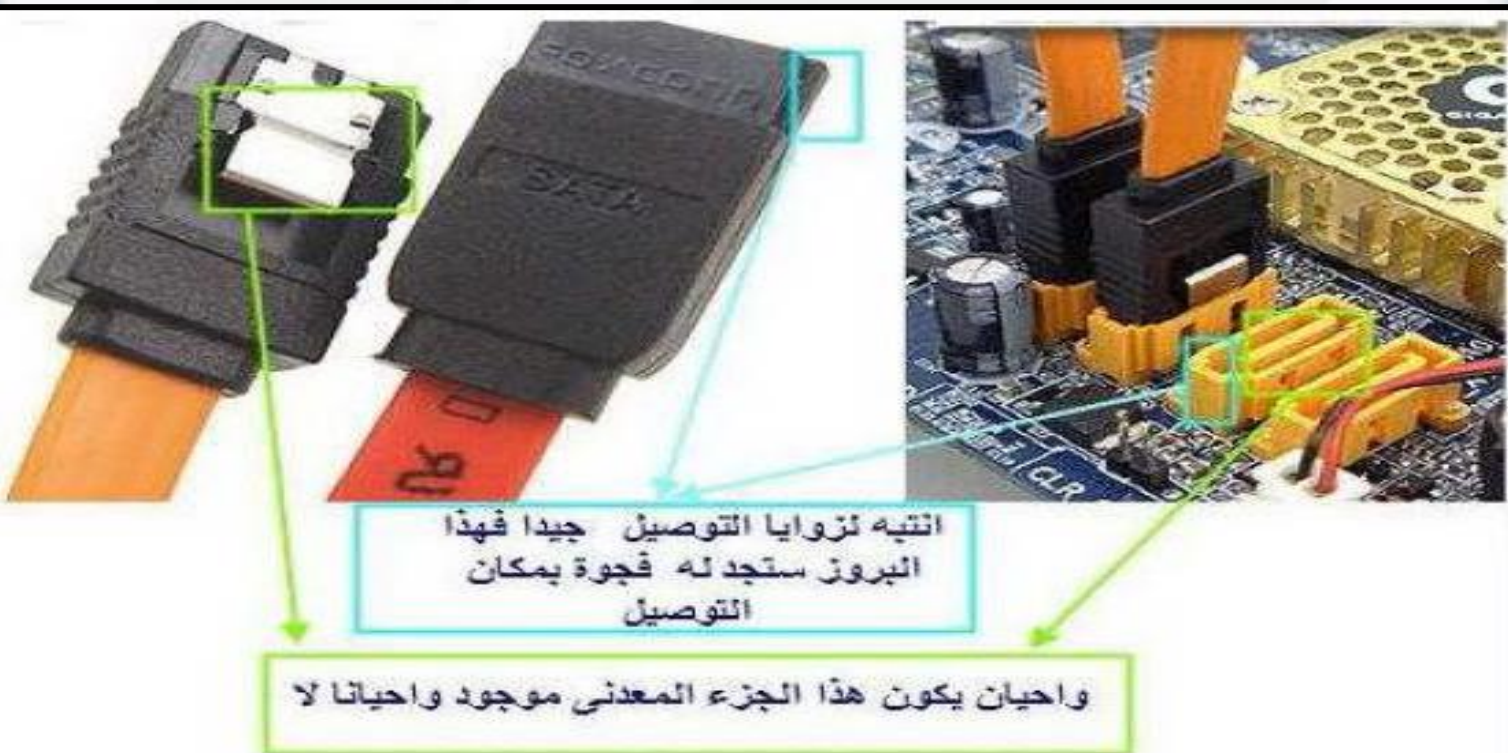 FOXCONN
SATA
CLR
انتبه لزوايا التوصيل جيدا فهذا
البروز ستجد له فجوة بمكان
التوصيل
واحيان يكون هذا الجزء المعدني موجود واحيانا لا